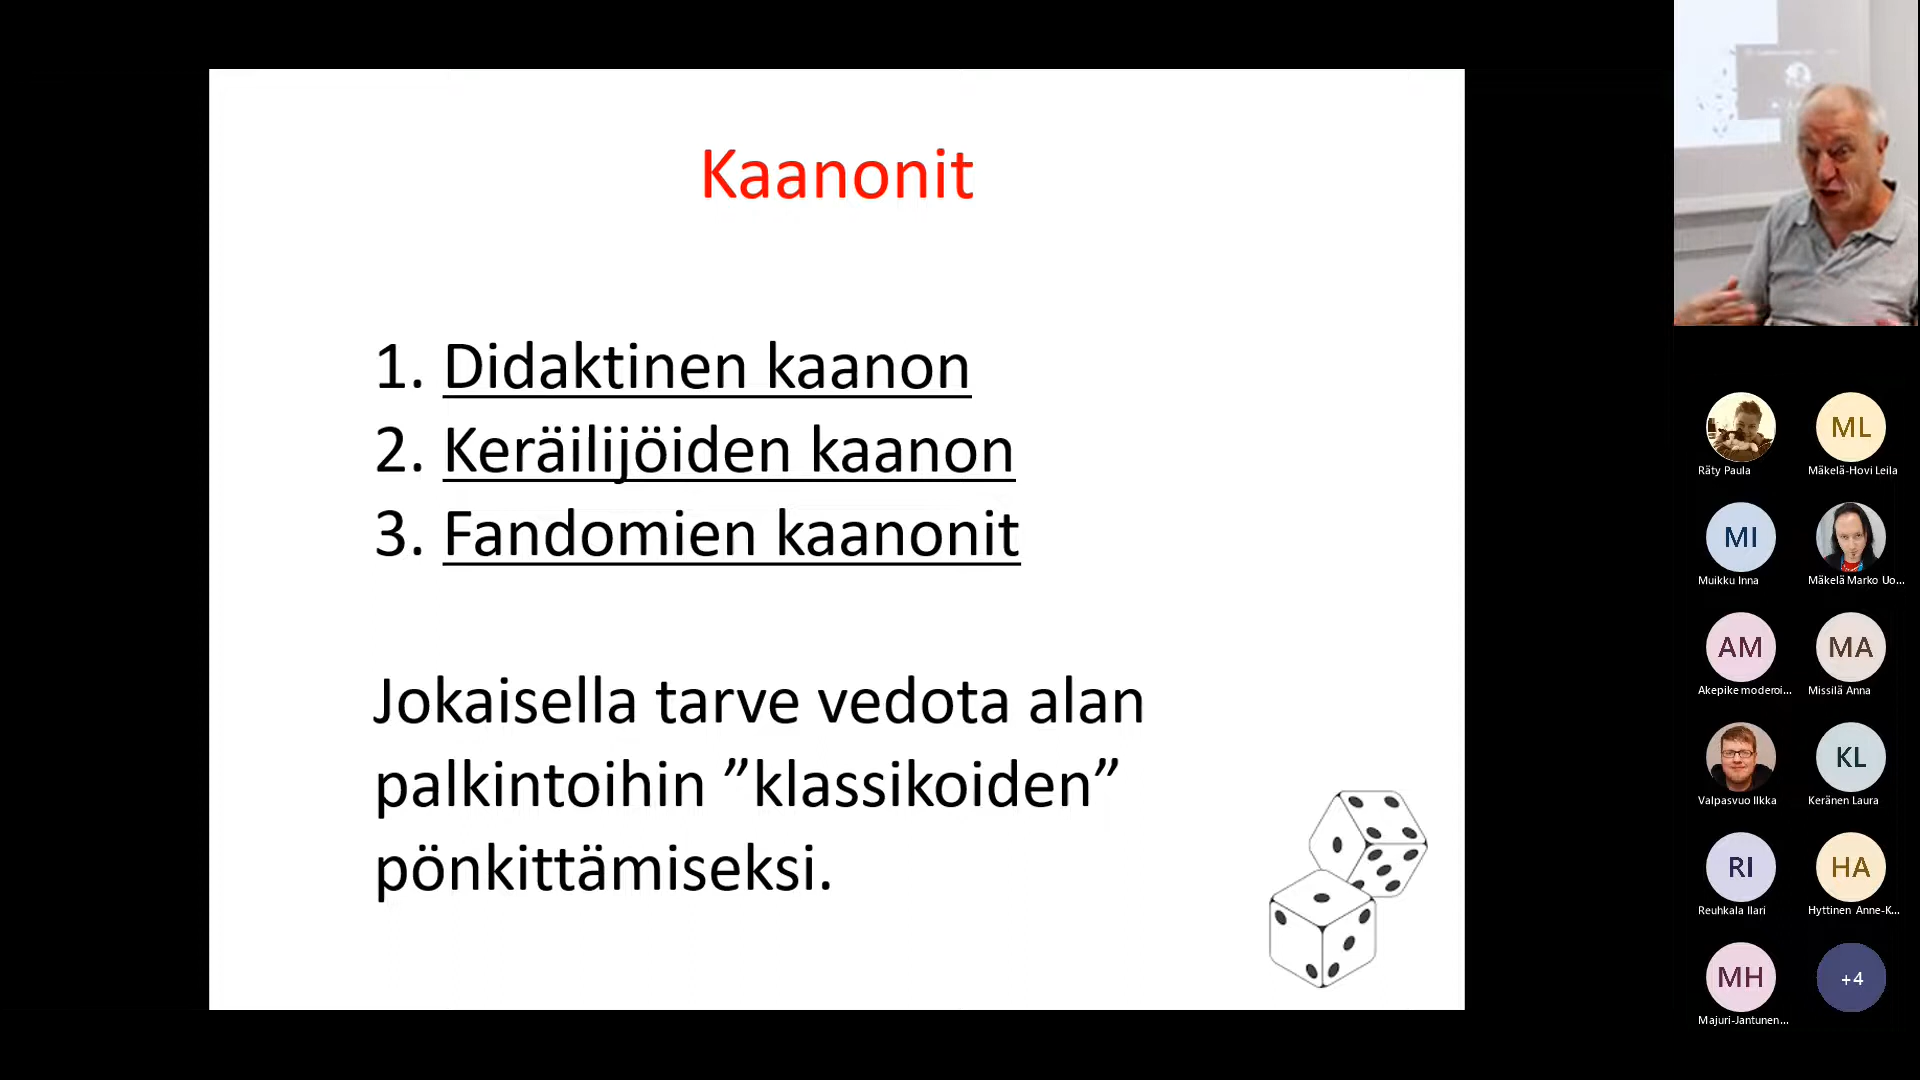 Kaanonit
1. Didaktinen kaanon
2. Keräilijöiden kaanon
3. Fandomien kaanonit
Jokaisella tarve vedota alan
palkintoihin ”klassikoiden”
pönkittämiseksi.
Räty Paula
ML
Mäkelä-Hovi Leila
MI
Muikku Inna
Mäkelä Marko Uo...
AM
Akepike moderoi...
MA
Missilä Anna
Valpasvuo Ilkka
KL
Keränen Laura
RI
Reuhkala Ilari
HA
Hyttinen Anne-K...
MH
Majuri-Jantunen...
+4